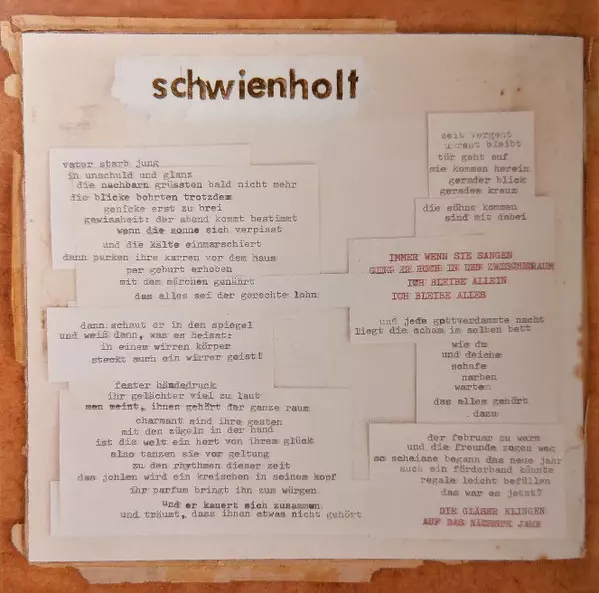 schwienholt
vater starb jung
in unschuld und glanz
die nachbarn grüssten bald nicht mehr
die blicke bohrten trotzdem
genicke erst zu brei
gewissheit: der abend kommt bestimmt
wenn die sonne sich verpisst
und die kälte einmarschiert
dann parken ihre karren vor dem haus
per geburt erhoben
mit dem märchen genährt
das alles sei der gerechte lohn
dann schaut er in den spiegel
und weiß dann, was es heisst:
in einem wirren körper
steckt auch ein wirrer geist!
fester händedruck
ihr gelächter viel zu laut
man meint, ihnen gehört der ganze raum
charmant sind ihre gesten
mit den zügeln in der hand
ist die welt ein hort von ihrem glück
also tanzen sie vor geltung
zu den rhythmen dieser zeit
das johlen wird ein kreischen in seinem kopf
ihr parfum bringt ihn zum würgen
und er kauert sich zusammen
und träumt, dass ihnen etwas nicht gehört
zeit vergeht
bleibt
tür geht auf
sie kommen herein
gerader blick
gerades kreuz
die söhne kommen
sind mit dabei
IMMER WENN SIE SANGEN
GING ER HOCH IN DEN ZWISCHENRAUM
ICH BLEIBE ALLEIN
ICH BLEIBE ALLES
und jede gottverdammte nacht
liegt die scham im selben bett
wie du
und deiche
schafe
narben
warten
das alles gehört
dazu
der februar zu warm
und die freunde zogen weg
so scheisse begann das neue jahr
auch ein förderband könnte
regale leicht befüllen
das war es jetzt?
DIE GLÄSER KLINGEN
AUF DAS NÄCHSTE JAHR